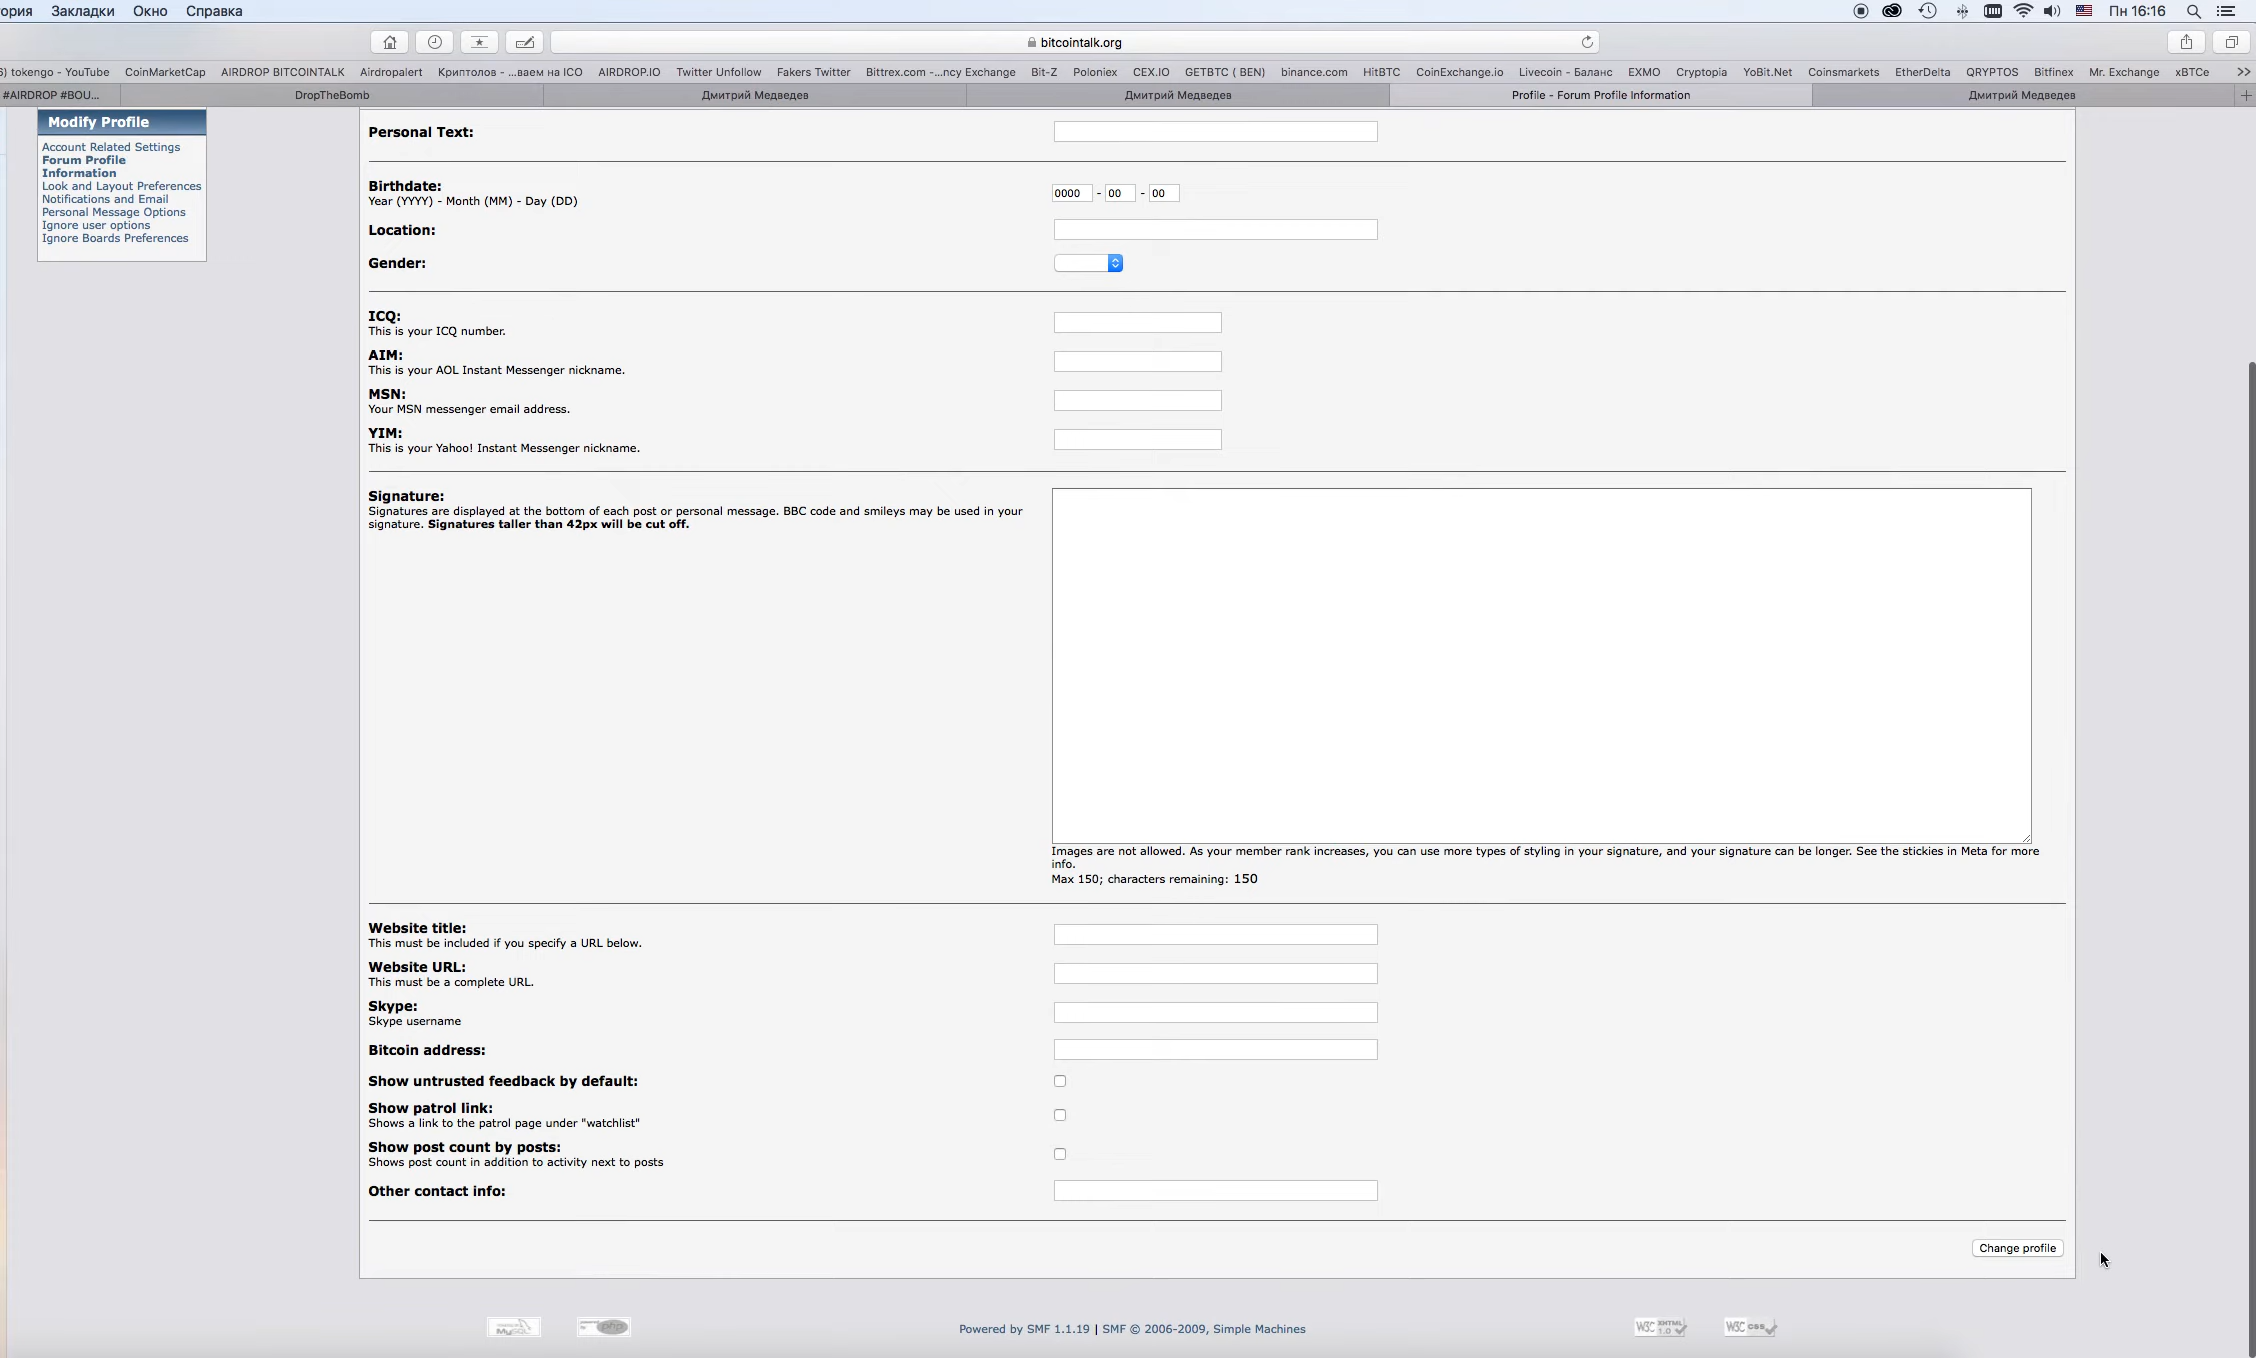 ория Закладки Окно Справка Пн 16:16
bitcointalk.org
6) tokengo - YouTube CoinMarketCap AIRDROP BITCOINTALK Airdropalert Криптолов - ...ваем на ICO AIRDROP.IO Twitter Unfollow Fakers Twitter Bittrex.com -...ncy Exchange Bit-Z Poloniex CEX.IO GETBTC ( BEN) binance.com HitBTC CoinExchange.io Livecoin - Баланс EXMO Cryptopia YoBit.Net Coinsmarkets EtherDelta QRYPTOS Bitfinex Mr. Exchange xBTCe >>
#AIRDROP #BOU... DropTheBomb Дмитрий Медведев Дмитрий Медведев Profile - Forum Profile Information Дмитрий Медведев +
Modify Profile
Account Related Settings
Forum Profile
Information
Look and Layout Preferences
Notifications and Email
Personal Message Options
Ignore user options
Ignore Boards Preferences
Personal Text:
Birthdate:
Year (YYYY) - Month (MM) - Day (DD)
0000 - 00 - 00
Location:
Gender:
ICQ:
This is your ICQ number.
AIM:
This is your AOL Instant Messenger nickname.
MSN:
Your MSN messenger email address.
YIM:
This is your Yahoo! Instant Messenger nickname.
Signature:
Signatures are displayed at the bottom of each post or personal message. BBC code and smileys may be used in your
signature. Signatures taller than 42px will be cut off.
Images are not allowed. As your member rank increases, you can use more types of styling in your signature, and your signature can be longer. See the stickies in Meta for more
info.
Max 150; characters remaining: 150
Website title:
This must be included if you specify a URL below.
Website URL:
This must be a complete URL.
Skype:
Skype username
Bitcoin address:
Show untrusted feedback by default:
Show patrol link:
Shows a link to the patrol page under "watchlist"
Show post count by posts:
Shows post count in addition to activity next to posts
Other contact info:
Change profile
MySQL php Powered by SMF 1.1.19 | SMF © 2006-2009, Simple Machines W3C XHTML 1.0 W3C css